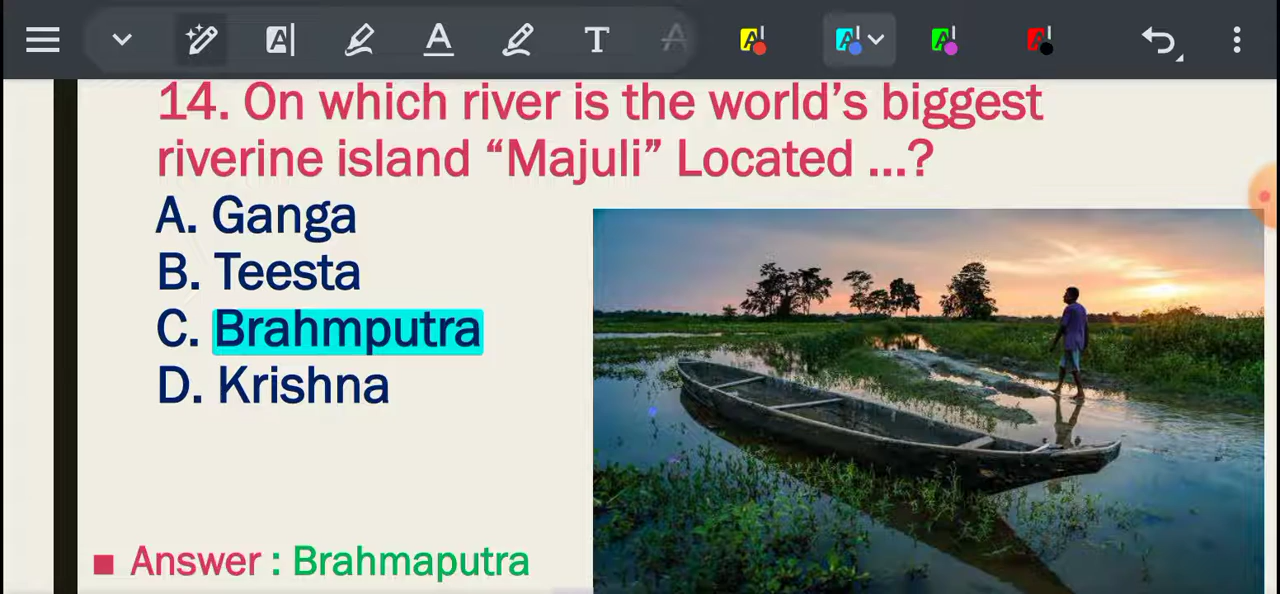 14. On which river is the world’s biggest
riverine island “Majuli” Located ...?
A. Ganga
B. Teesta
C. Brahmputra
D. Krishna
Answer : Brahmaputra